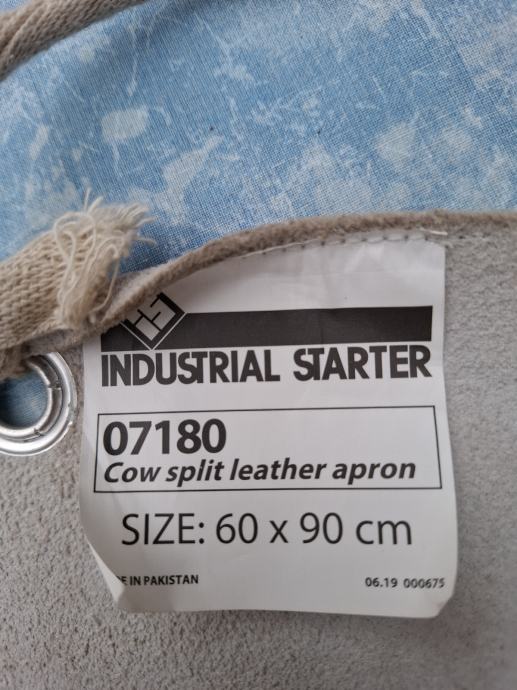 INDUSTRIAL STARTER
07180
Cow split leather apron
SIZE: 60 x 90 cm
E IN PAKISTAN
06.19 000675